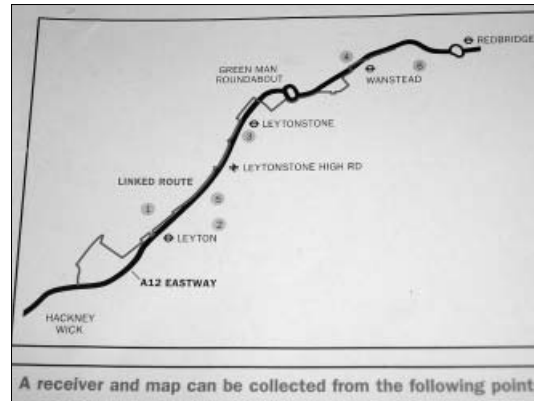 REDBRIDGE
4
GREEN MAN
ROUNDABOUT
WANSTEAD
6
LEYTONSTONE
3
LEYTONSTONE HIGH RD
LINKED ROUTE
5
1
2
LEYTON
A12 EASTWAY
HACKNEY
WICK
A receiver and map can be collected from the following point